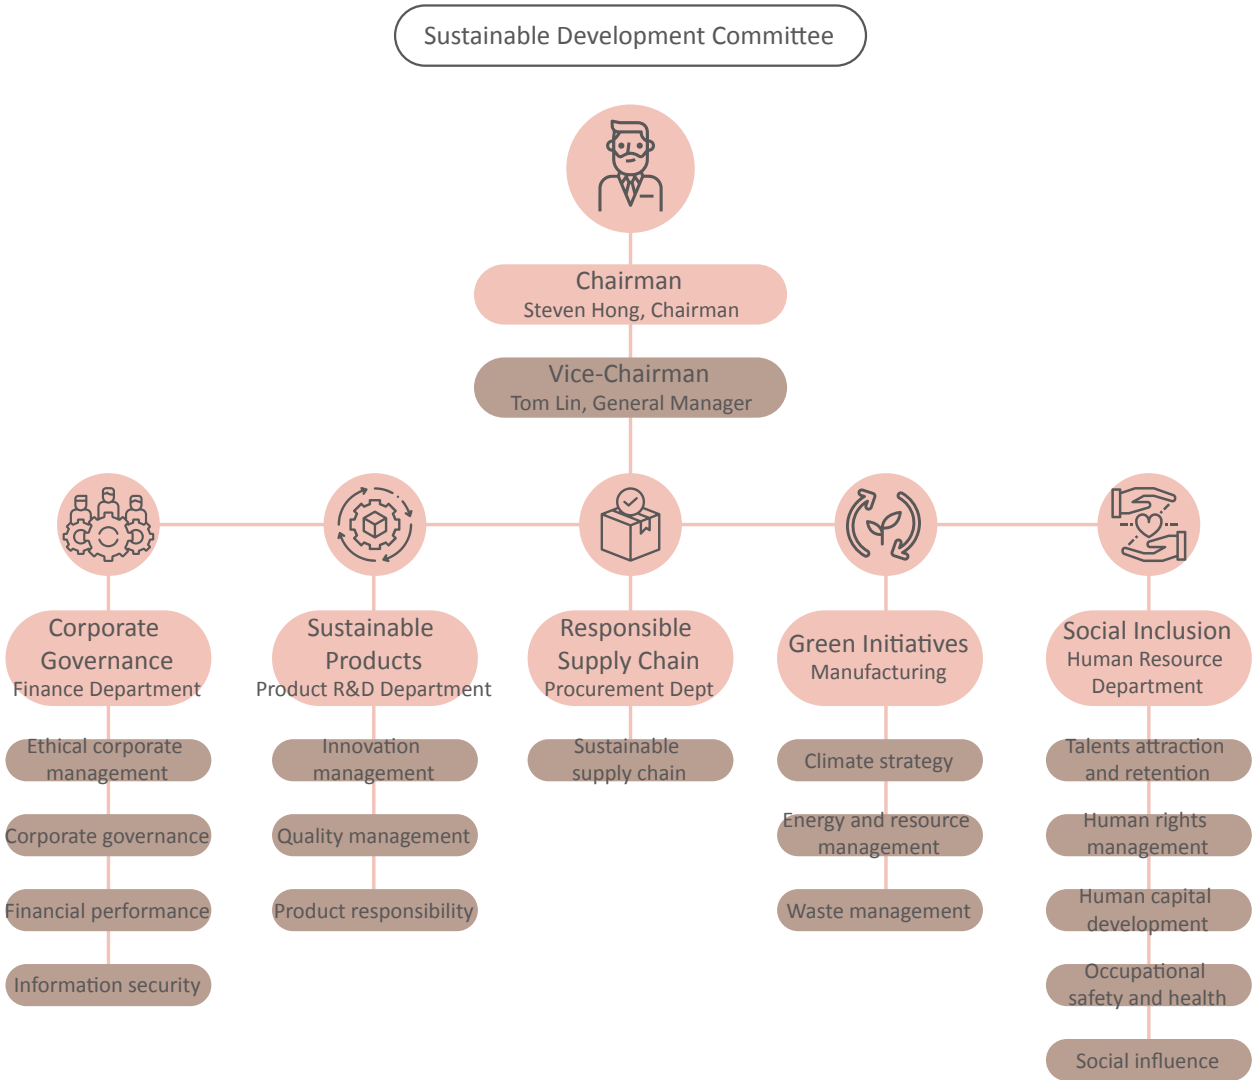 Sustainable Development Committee
Chairman
Steven Hong, Chairman
Vice-Chairman
Tom Lin, General Manager
Corporate
Governance
Finance Department
Ethical corporate
management
Corporate governance
Financial performance
Information security
Sustainable
Products
Product R&D Department
Innovation
management
Quality management
Product responsibility
Responsible
Supply Chain
Procurement Dept
Sustainable
supply chain
Green Initiatives
Manufacturing
Climate strategy
Energy and resource
management
Waste management
Social Inclusion
Human Resource
Department
Talents attraction
and retention
Human rights
management
Human capital
development
Occupational
safety and health
Social influence